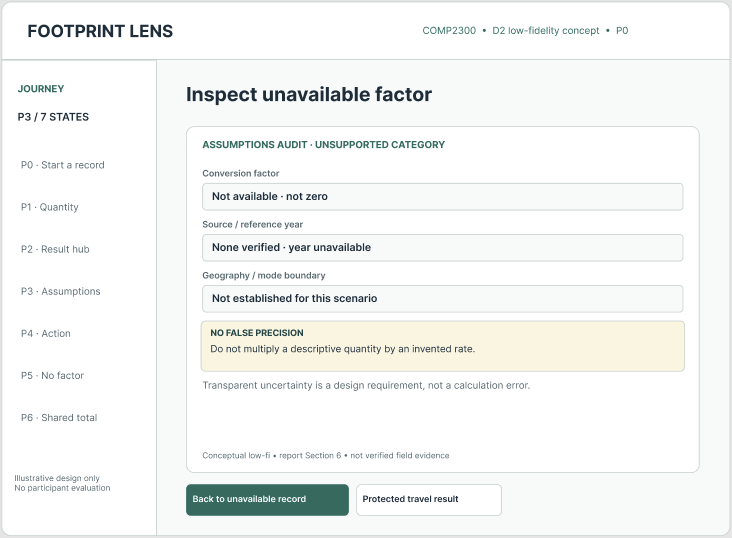 FOOTPRINT LENS
COMP2300 • D2 low-fidelity concept • P0
JOURNEY
P3 / 7 STATES
P0 · Start a record
P1 · Quantity
P2 · Result hub
P3 · Assumptions
P4 · Action
P5 · No factor
P6 · Shared total
Illustrative design only
No participant evaluation
Inspect unavailable factor
ASSUMPTIONS AUDIT · UNSUPPORTED CATEGORY
Conversion factor
Not available · not zero
Source / reference year
None verified · year unavailable
Geography / mode boundary
Not established for this scenario
NO FALSE PRECISION
Do not multiply a descriptive quantity by an invented rate.
Transparent uncertainty is a design requirement, not a calculation error.
Conceptual low-fi • report Section 6 • not verified field evidence
Back to unavailable record
Protected travel result